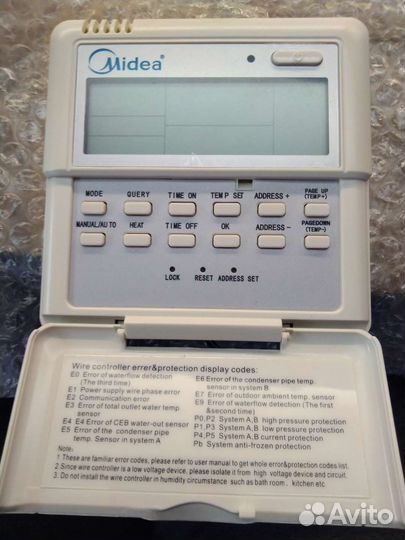 Midea®
MODE QUERY TIME ON TEMP SET ADDRESS + PAGE UP (TEMP+)
MANUAL/AUTO HEAT TIME OFF OK ADDRESS - PAGEDOWN (TEMP-)
LOCK RESET ADDRESS SET
Wire controller errer&protection display codes:
E0 Error of waterflow detection
(The third time)
E1 Power supply wire phase error
E2 Communication error
E3 Error of total outlet water temp.
sensor
E4 E4 Error of CEB water-out sensor
E5 Error of the condenser pipe
temp. Sensor in system A
E6 Error of the condenser pipe temp.
sensor in system B
E7 Error of outdoor ambient temp. sensor
E9 Error of waterflow detection (The first
&second time)
P0,P2 System A,B high pressure protection
P1,P3 System A,B low pressure protection
P4,P5 System A,B current protection
Pb System anti-frozen protection
Note:
1.These are familiar error codes, please refer to user manual to get whole error&protection codes list.
2.Since wire controller is a low voltage device, please isolate it from high voltage device and circuit.
3. Do not install the wire controller in humidity circumstance such as bath room , kitchen etc
Avito